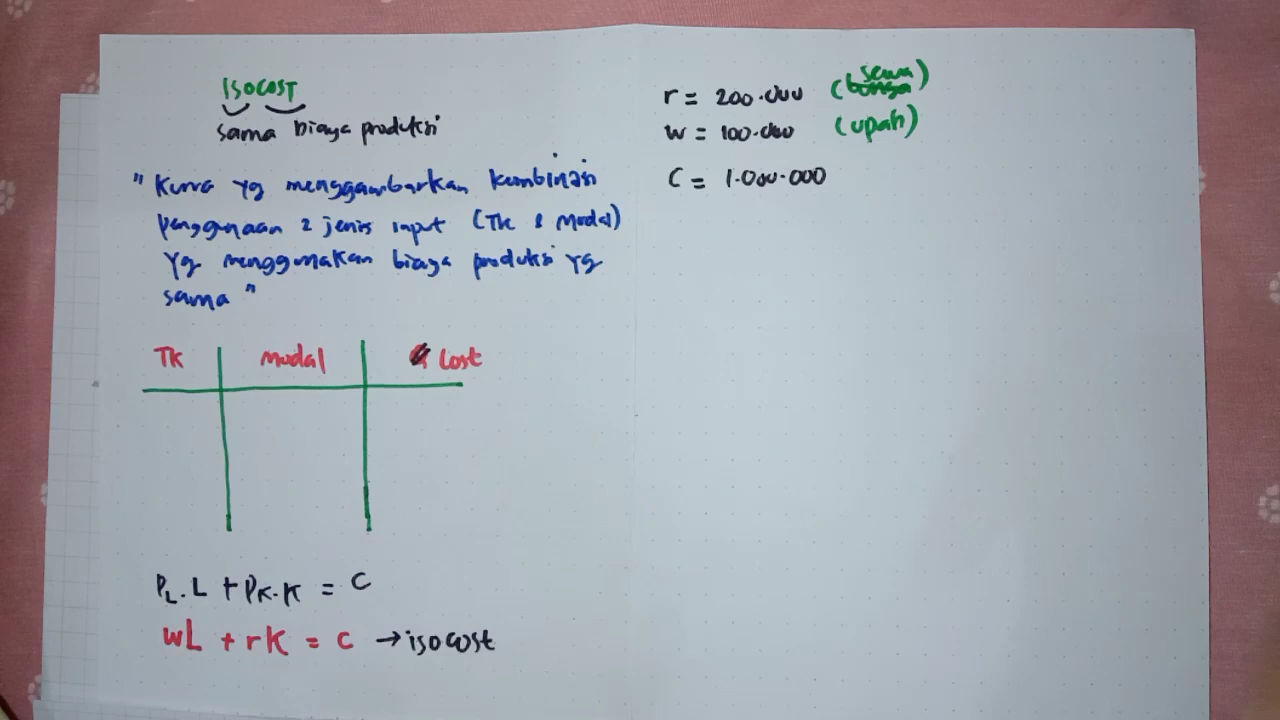 isocost
sama biaya produksi
"Kurva yg menggambarkan kombinasi
penggunaan 2 jenis input (TK & Modal)
yg menggunakan biaya produksi yg
sama"
TK Modal Cost
PL.L + PK.K = C
wL + rK = C → isocost
r = 200.000 (sewa
bunga)
w = 100.000 (upah)
C = 1.000.000